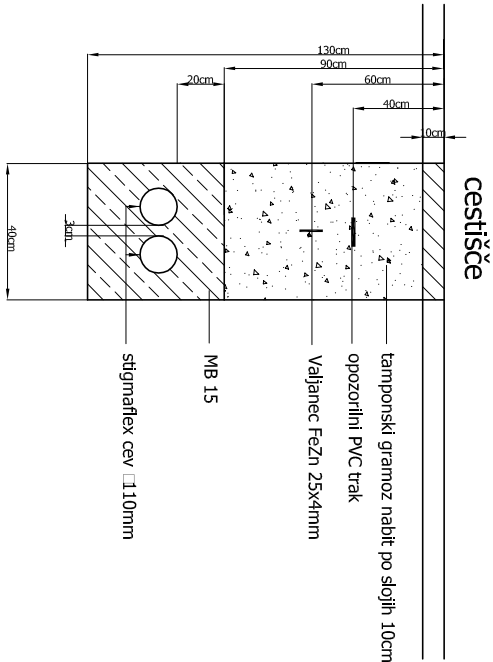 cestišče
10cm
40cm
60cm
90cm
130cm
20cm
40cm
3cm
tamponski gramoz nabit po slojih 10cm
opozorilni PVC trak
Valjanec FeZn 25x4mm
MB 15
stigmaflex cev □110mm